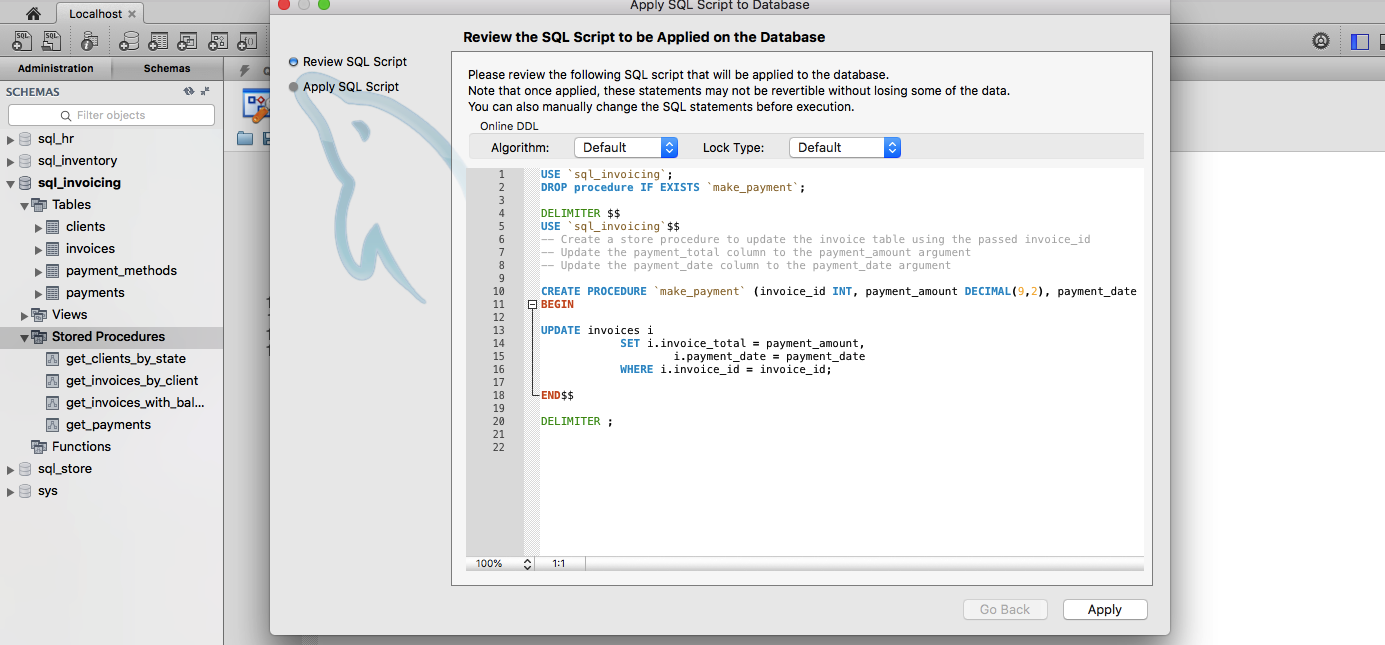 Apply SQL Script to Database
Localhost
SQL
SQL
Administration
Schemas
SCHEMAS
Filter objects
sql_hr
sql_inventory
sql_invoicing
Tables
clients
invoices
payment_methods
payments
Views
Stored Procedures
get_clients_by_state
get_invoices_by_client
get_invoices_with_bal...
get_payments
Functions
sql_store
sys
Review SQL Script
Apply SQL Script
Review the SQL Script to be Applied on the Database
Please review the following SQL script that will be applied to the database.
Note that once applied, these statements may not be revertible without losing some of the data.
You can also manually change the SQL statements before execution.
Online DDL
Algorithm: Default Lock Type: Default
1 USE `sql_invoicing`;
2 DROP procedure IF EXISTS `make_payment`;
3
4 DELIMITER $$
5 USE `sql_invoicing`$$
6 -- Create a store procedure to update the invoice table using the passed invoice_id
7 -- Update the payment_total column to the payment_amount argument
8 -- Update the payment_date column to the payment_date argument
9
10 CREATE PROCEDURE `make_payment` (invoice_id INT, payment_amount DECIMAL(9,2), payment_date
11 BEGIN
12
13 UPDATE invoices i
14 SET i.invoice_total = payment_amount,
15 i.payment_date = payment_date
16 WHERE i.invoice_id = invoice_id;
17
18 END$$
19
20 DELIMITER ;
21
22
100% 1:1
Go Back Apply